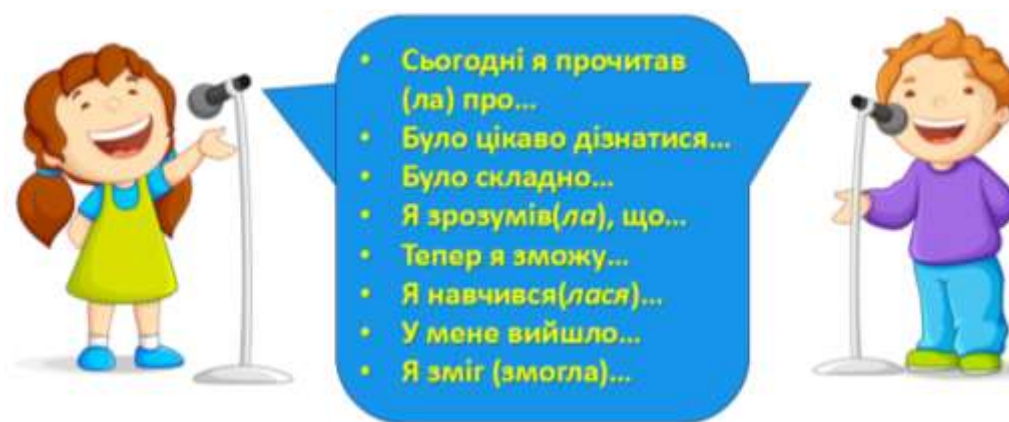 • Сьогодні я прочитав
(ла) про...
• Було цікаво дізнатися...
• Було складно...
• Я зрозумів(ла), що...
• Тепер я зможу...
• Я навчився(лася)...
• У мене вийшло...
• Я зміг (змогла)...